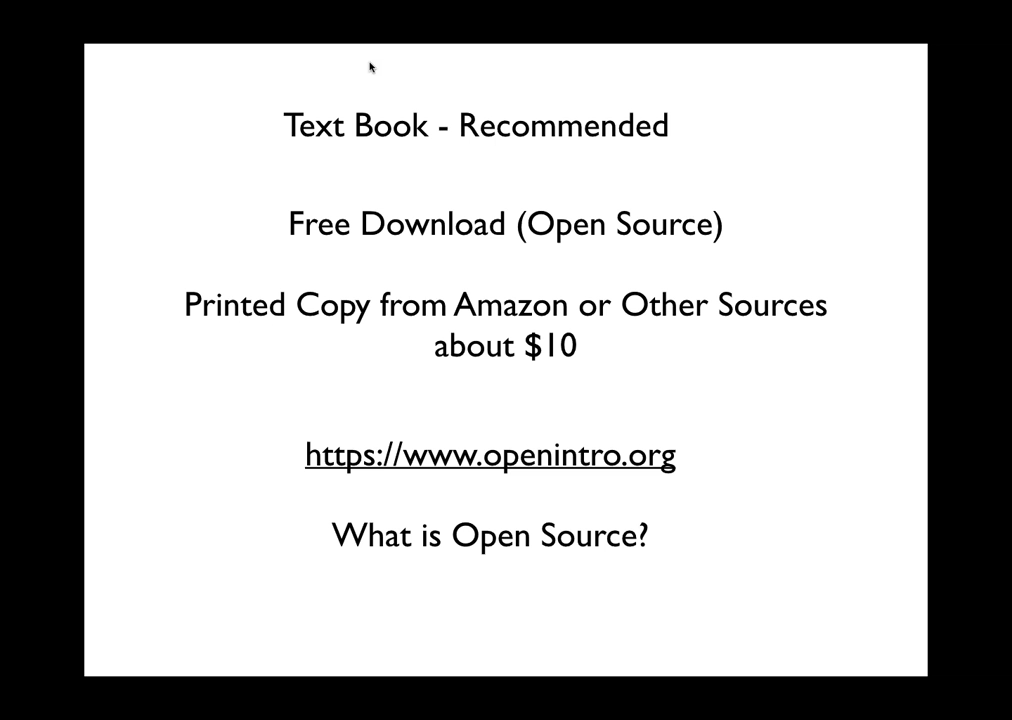 Text Book - Recommended
Free Download (Open Source)
Printed Copy from Amazon or Other Sources
about $10
https://www.openintro.org
What is Open Source?